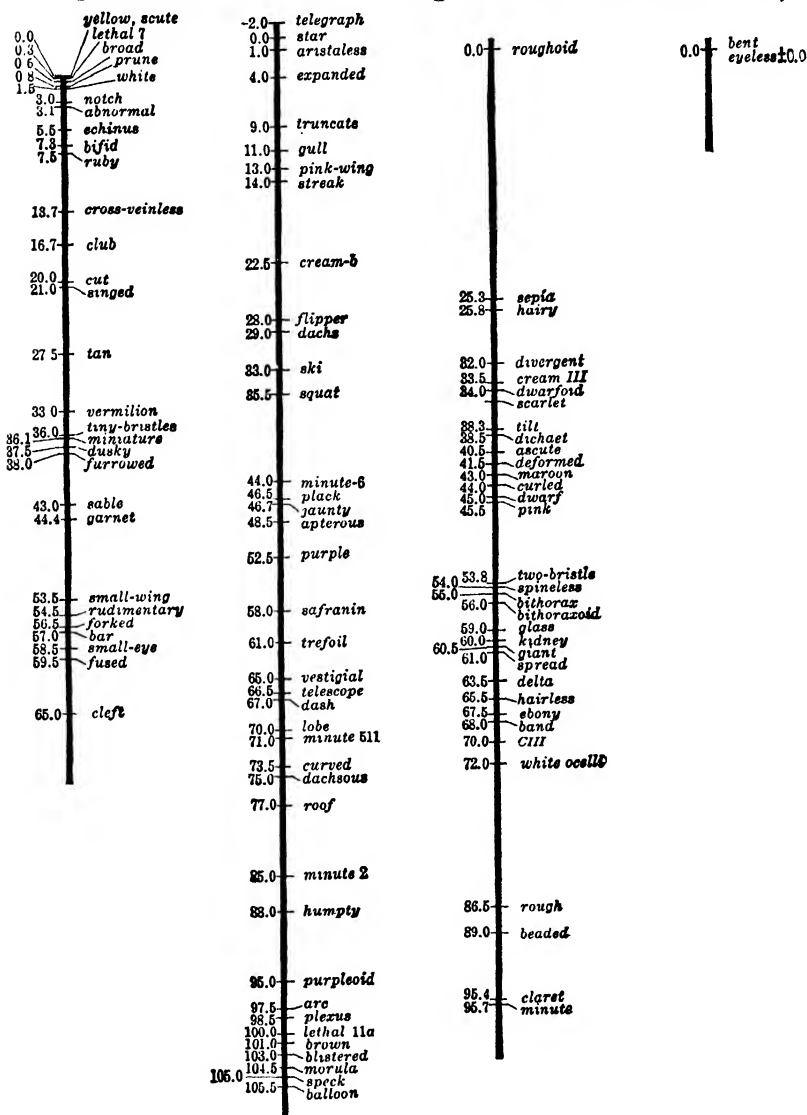 0.0 yellow, scute
0.3 lethal 7
0.6 broad
0.8 prune
1.5 white
3.0 notch
3.1 abnormal
5.5 echinus
7.3 bifid
7.5 ruby
13.7 cross-veinless
16.7 club
20.0 cut
21.0 singed
27.5 tan
33.0 vermilion
36.0 tiny-bristles
36.1 miniature
37.5 dusky
38.0 furrowed
43.0 sable
44.4 garnet
53.5 small-wing
54.5 rudimentary
56.5 forked
57.0 bar
58.5 small-eye
59.5 fused
65.0 cleft
-2.0 telegraph
0.0 star
1.0 aristaless
4.0 expanded
9.0 truncate
11.0 gull
13.0 pink-wing
14.0 streak
22.5 cream-b
28.0 flipper
29.0 dachs
33.0 ski
35.5 squat
44.0 minute-6
46.5 plack
46.7 jaunty
48.5 apterous
52.5 purple
58.0 safranin
61.0 trefoil
65.0 vestigial
66.5 telescope
67.0 dash
70.0 lobe
71.0 minute 511
73.5 curved
75.0 dachsous
77.0 roof
85.0 minute 2
88.0 humpty
95.0 purpleoid
97.5 arc
98.5 plexus
100.0 lethal 11a
101.0 brown
103.0 blistered
104.5 morula
105.0 speck
105.5 balloon
0.0 roughoid
25.3 sepia
25.8 hairy
32.0 divergent
33.5 cream III
34.0 dwarfoid
scarlet
38.3 tilt
38.5 dichaet
40.5 ascute
41.5 deformed
43.0 maroon
44.0 curled
45.0 dwarf
45.5 pink
53.8 two-bristle
54.0 spineless
55.0 bithorax
56.0 bithoraxoid
59.0 glass
60.0 kidney
60.5 giant
61.0 spread
63.5 delta
65.5 hairless
67.5 ebony
68.0 band
70.0 CIII
72.0 white ocelli
86.5 rough
89.0 beaded
95.4 claret
95.7 minute
0.0 bent
eyeless±0.0